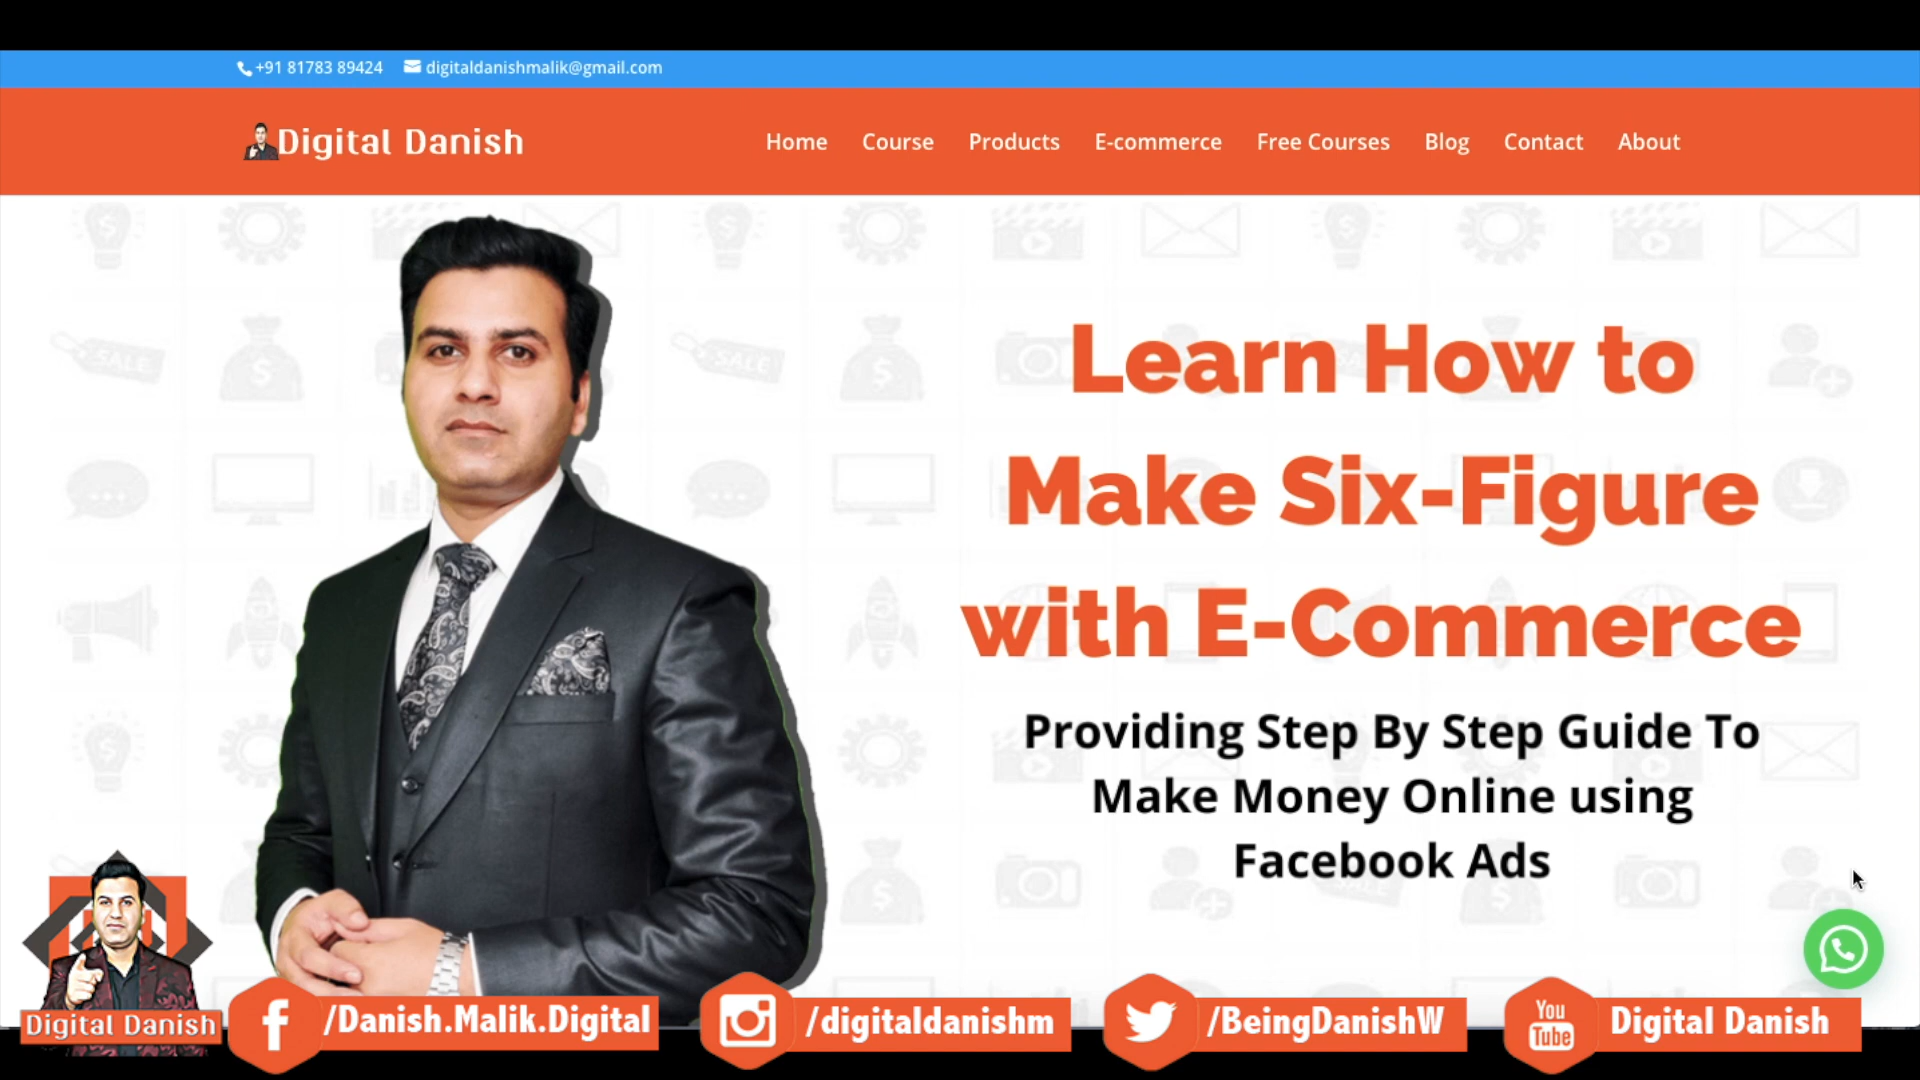 +91 81783 89424 digitaldanishmalik@gmail.com
Digital Danish Home Course Products E-commerce Free Courses Blog Contact About
Learn How to
Make Six-Figure
with E-Commerce
Providing Step By Step Guide To
Make Money Online using
Facebook Ads
SALE
SALE
Digital Danish
/Danish.Malik.Digital
/digitaldanishm
/BeingDanishW
You
Tube
Digital Danish